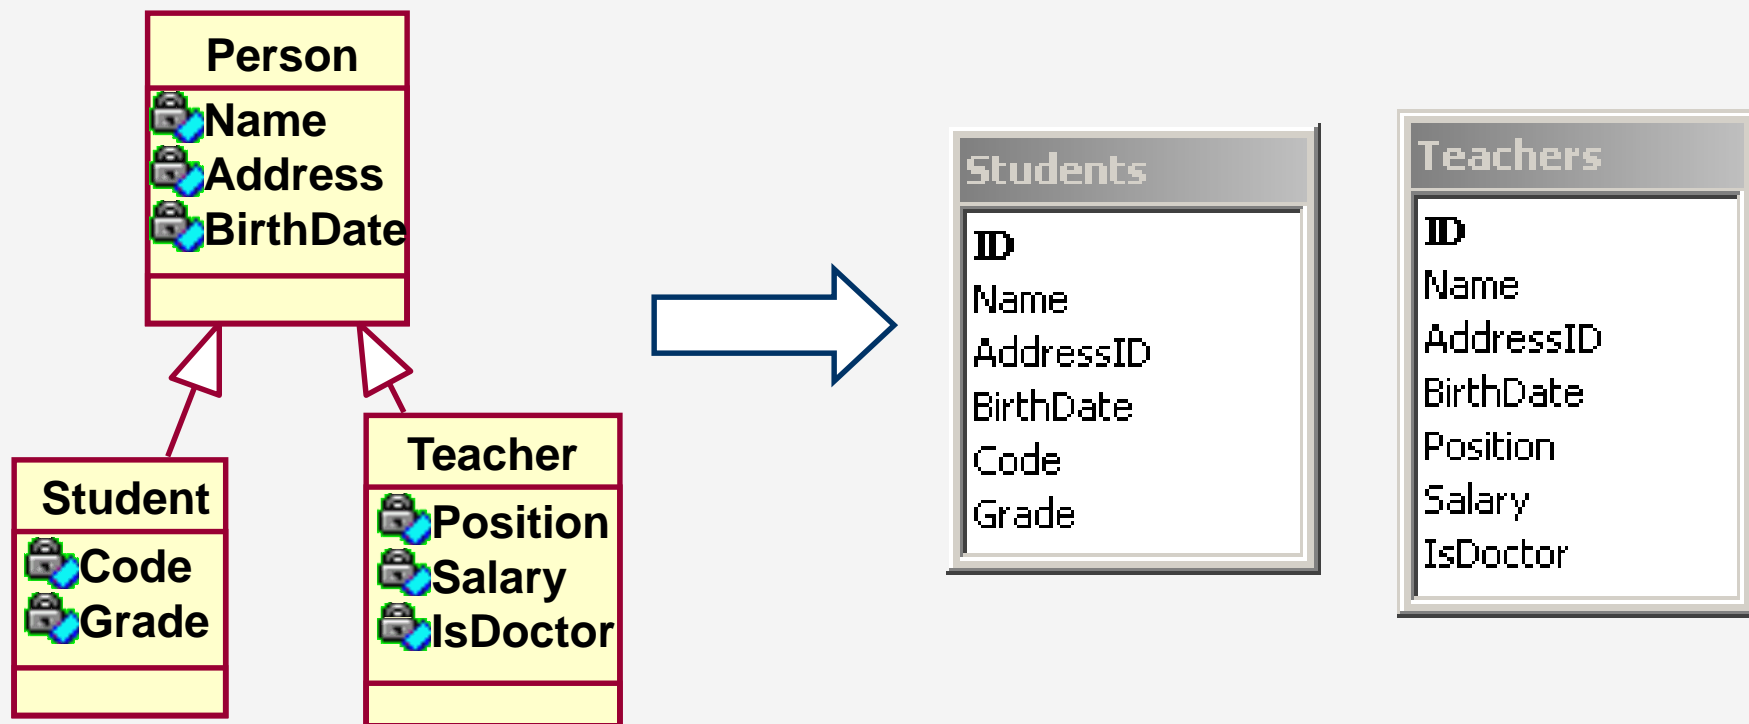 Person
Name
Address
BirthDate
Student
Code
Grade
Teacher
Position
Salary
IsDoctor
Students
ID
Name
AddressID
BirthDate
Code
Grade
Teachers
ID
Name
AddressID
BirthDate
Position
Salary
IsDoctor